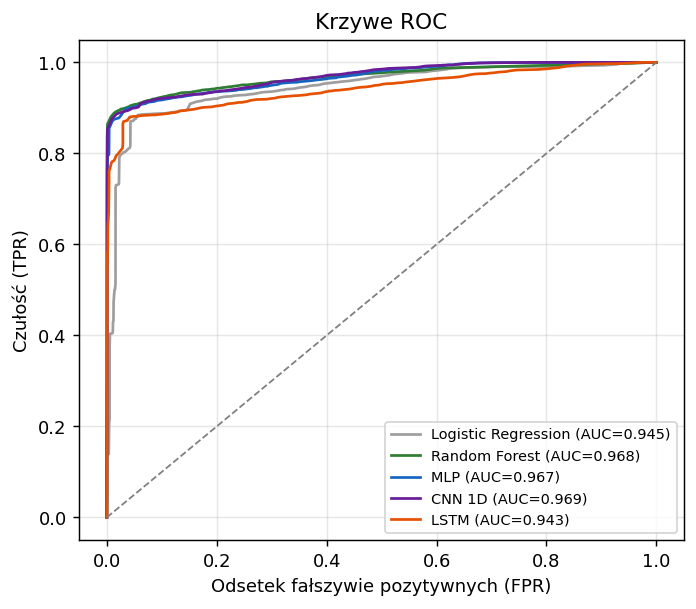 Krzywe ROC
1.0
0.8
0.6
0.4
0.2
0.0
Czułość (TPR)
Logistic Regression (AUC=0.945)
Random Forest (AUC=0.968)
MLP (AUC=0.967)
CNN 1D (AUC=0.969)
LSTM (AUC=0.943)
0.0 0.2 0.4 0.6 0.8 1.0
Odsetek fałszywie pozytywnych (FPR)